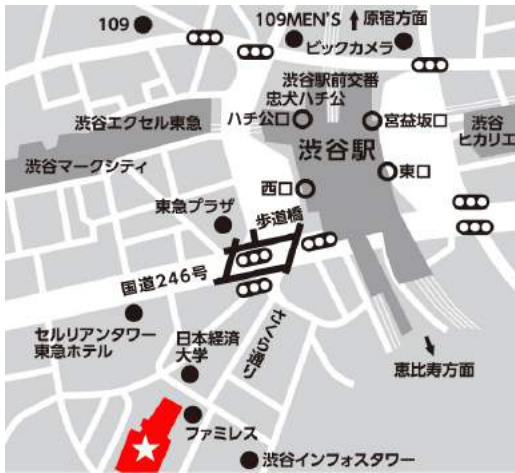 109
109MEN'S
原宿方面
ビックカメラ
渋谷駅前交番
忠犬ハチ公
ハチ公口
宮益坂口
渋谷エクセル東急
渋谷
ヒカリエ
渋谷駅
渋谷マークシティ
東口
西口
東急プラザ
歩道橋
国道246号
セルリアンタワー
東急ホテル
日本経済
大学
さくら通り
恵比寿方面
ファミレス
渋谷インフォスタワー